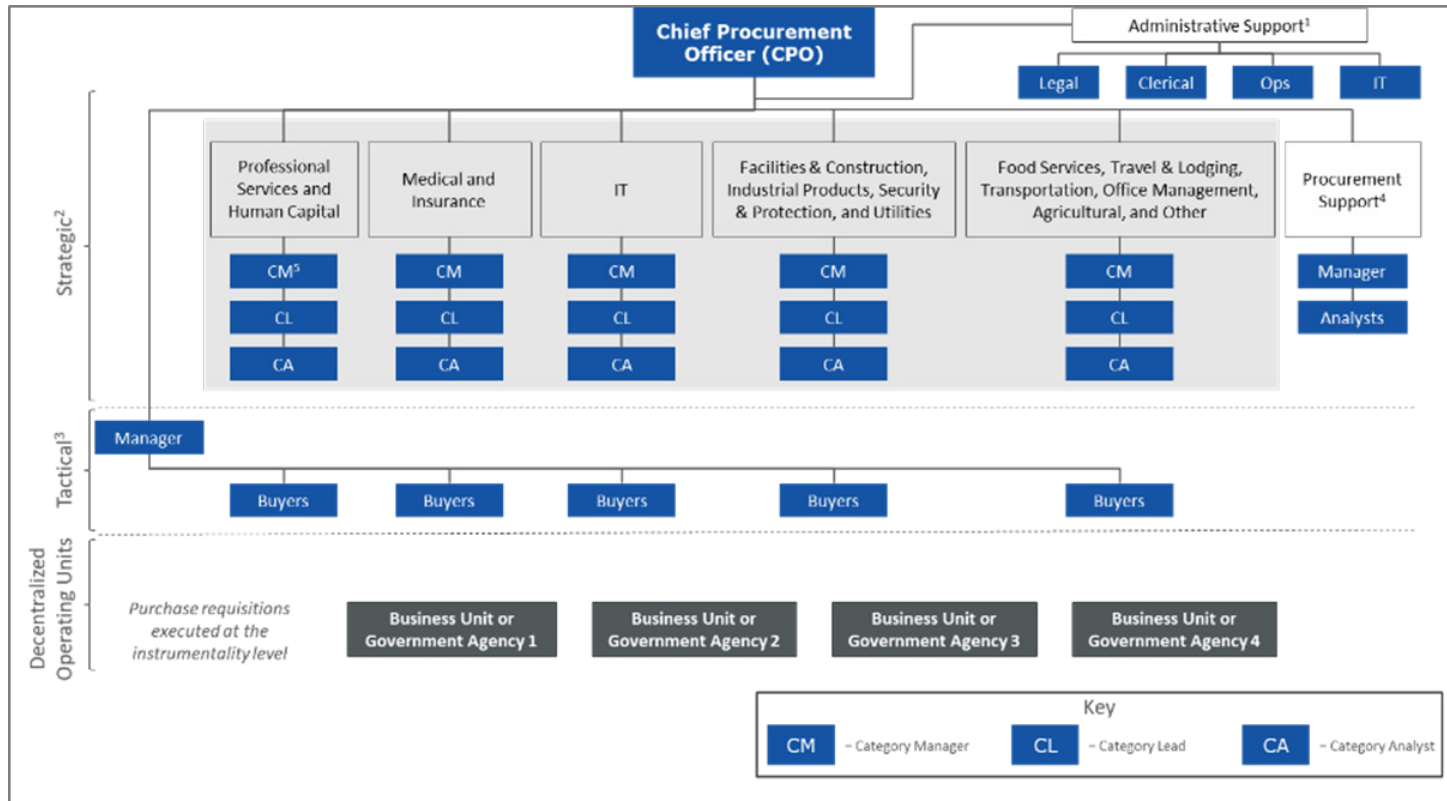 Chief Procurement
Officer (CPO)
Administrative Support¹
Legal
Clerical
Ops
IT
Strategic²
Professional
Services and
Human Capital
Medical and
Insurance
IT
Facilities & Construction,
Industrial Products, Security
& Protection, and Utilities
Food Services, Travel & Lodging,
Transportation, Office Management,
Agricultural, and Other
Procurement
Support⁴
CM⁵
CM
CM
CM
CM
Manager
CL
CL
CL
CL
CL
Analysts
CA
CA
CA
CA
CA
Tactical³
Manager
Buyers
Buyers
Buyers
Buyers
Buyers
Decentralized
Operating Units
Purchase requisitions
executed at the
instrumentality level
Business Unit or
Government Agency 1
Business Unit or
Government Agency 2
Business Unit or
Government Agency 3
Business Unit or
Government Agency 4
Key
CM – Category Manager
CL – Category Lead
CA – Category Analyst